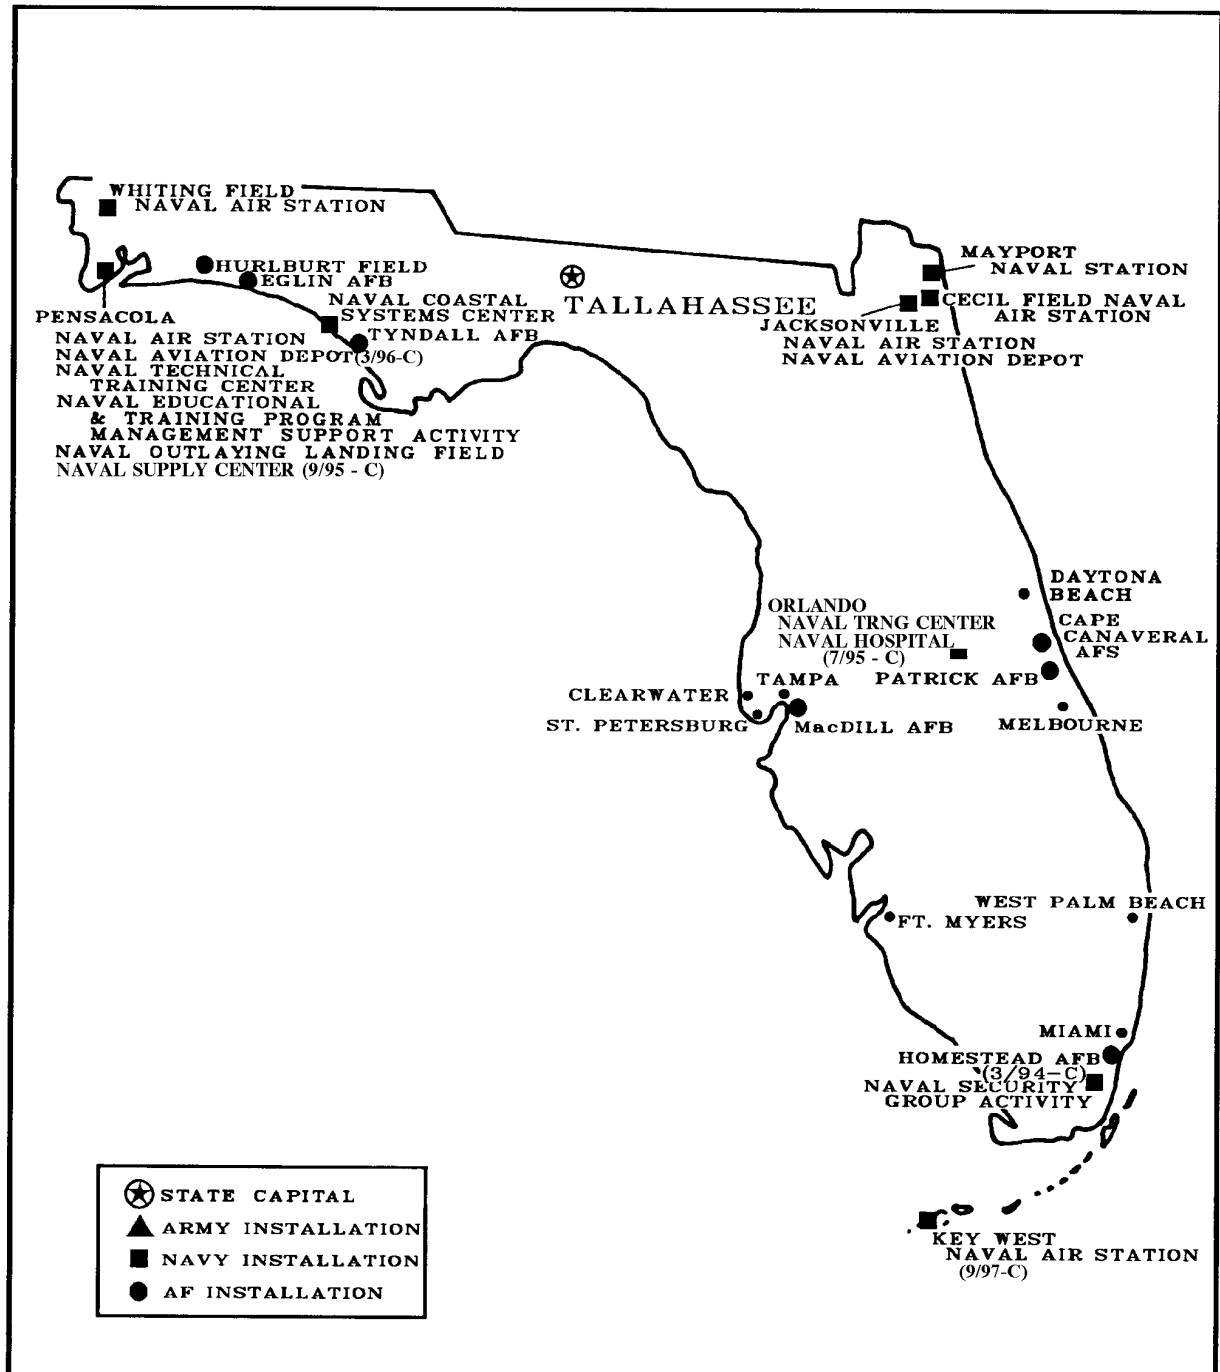 WHITING FIELD
NAVAL AIR STATION
HURLBURT FIELD
EGLIN AFB
NAVAL COASTAL
SYSTEMS CENTER
TYNDALL AFB
PENSACOLA
NAVAL AIR STATION
NAVAL AVIATION DEPOT(3/96-C)
NAVAL TECHNICAL
TRAINING CENTER
NAVAL EDUCATIONAL
& TRAINING PROGRAM
MANAGEMENT SUPPORT ACTIVITY
NAVAL OUTLAYING LANDING FIELD
NAVAL SUPPLY CENTER (9/95 - C)
TALLAHASSEE
MAYPORT
NAVAL STATION
CECIL FIELD NAVAL
AIR STATION
JACKSONVILLE
NAVAL AIR STATION
NAVAL AVIATION DEPOT
DAYTONA
BEACH
ORLANDO
NAVAL TRNG CENTER
NAVAL HOSPITAL
(7/95 - C)
CAPE
CANAVERAL
AFS
PATRICK AFB
TAMPA
CLEARWATER
ST. PETERSBURG
MacDILL AFB
MELBOURNE
WEST PALM BEACH
FT. MYERS
MIAMI
HOMESTEAD AFB
(3/94-C)
NAVAL SECURITY
GROUP ACTIVITY
KEY WEST
NAVAL AIR STATION
(9/97-C)
STATE CAPITAL
ARMY INSTALLATION
NAVY INSTALLATION
AF INSTALLATION